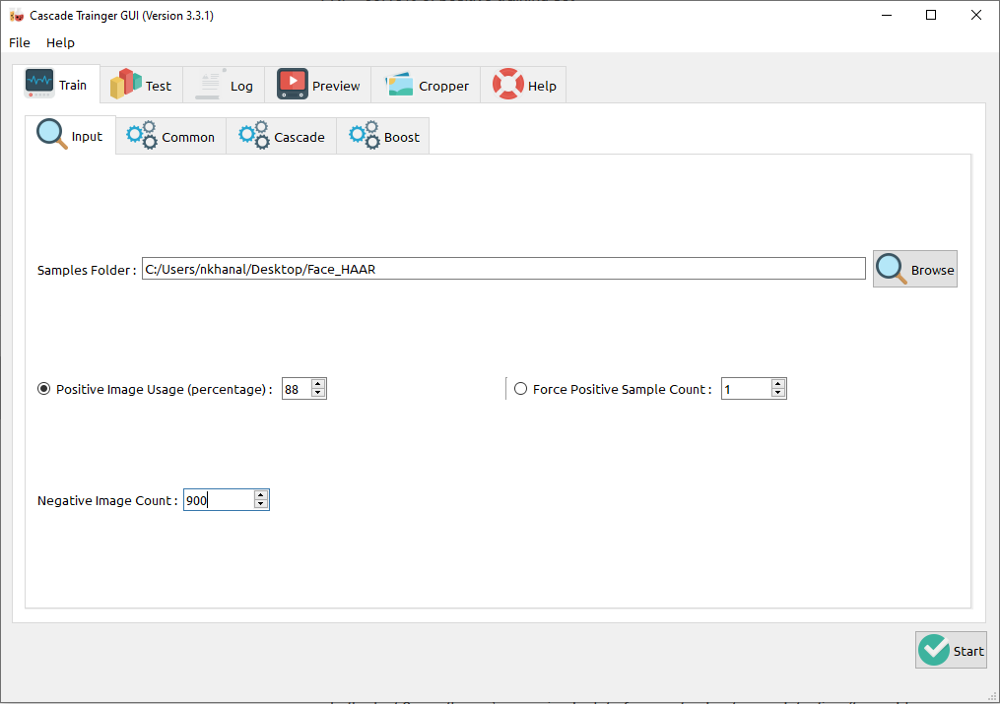 Cascade Trainger GUI (Version 3.3.1)
File Help
Train Test Log Preview Cropper Help
Input Common Cascade Boost
Samples Folder : C:/Users/nkhanal/Desktop/Face_HAAR Browse
Positive Image Usage (percentage) : 88 Force Positive Sample Count : 1
Negative Image Count : 900
Start